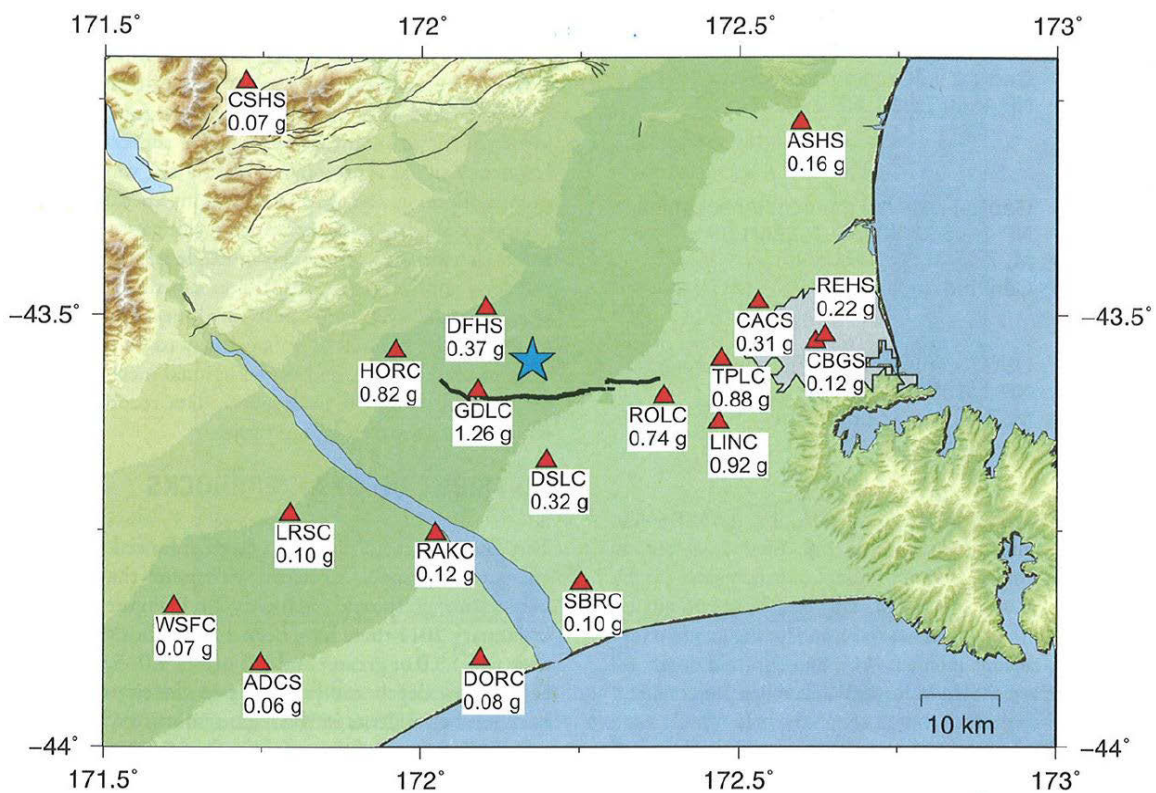 171.5˚
172˚
172.5˚
173˚
CSHS
0.07 g
ASHS
0.16 g
−43.5˚
−43.5˚
REHS
0.22 g
CACS
0.31 g
DFHS
0.37 g
CBGS
0.12 g
HORC
0.82 g
TPLC
0.88 g
GDLC
1.26 g
ROLC
0.74 g
LINC
0.92 g
DSLC
0.32 g
LRSC
0.10 g
RAKC
0.12 g
SBRC
0.10 g
WSFC
0.07 g
ADCS
0.06 g
DORC
0.08 g
10 km
−44˚
−44˚
171.5˚
172˚
172.5˚
173˚